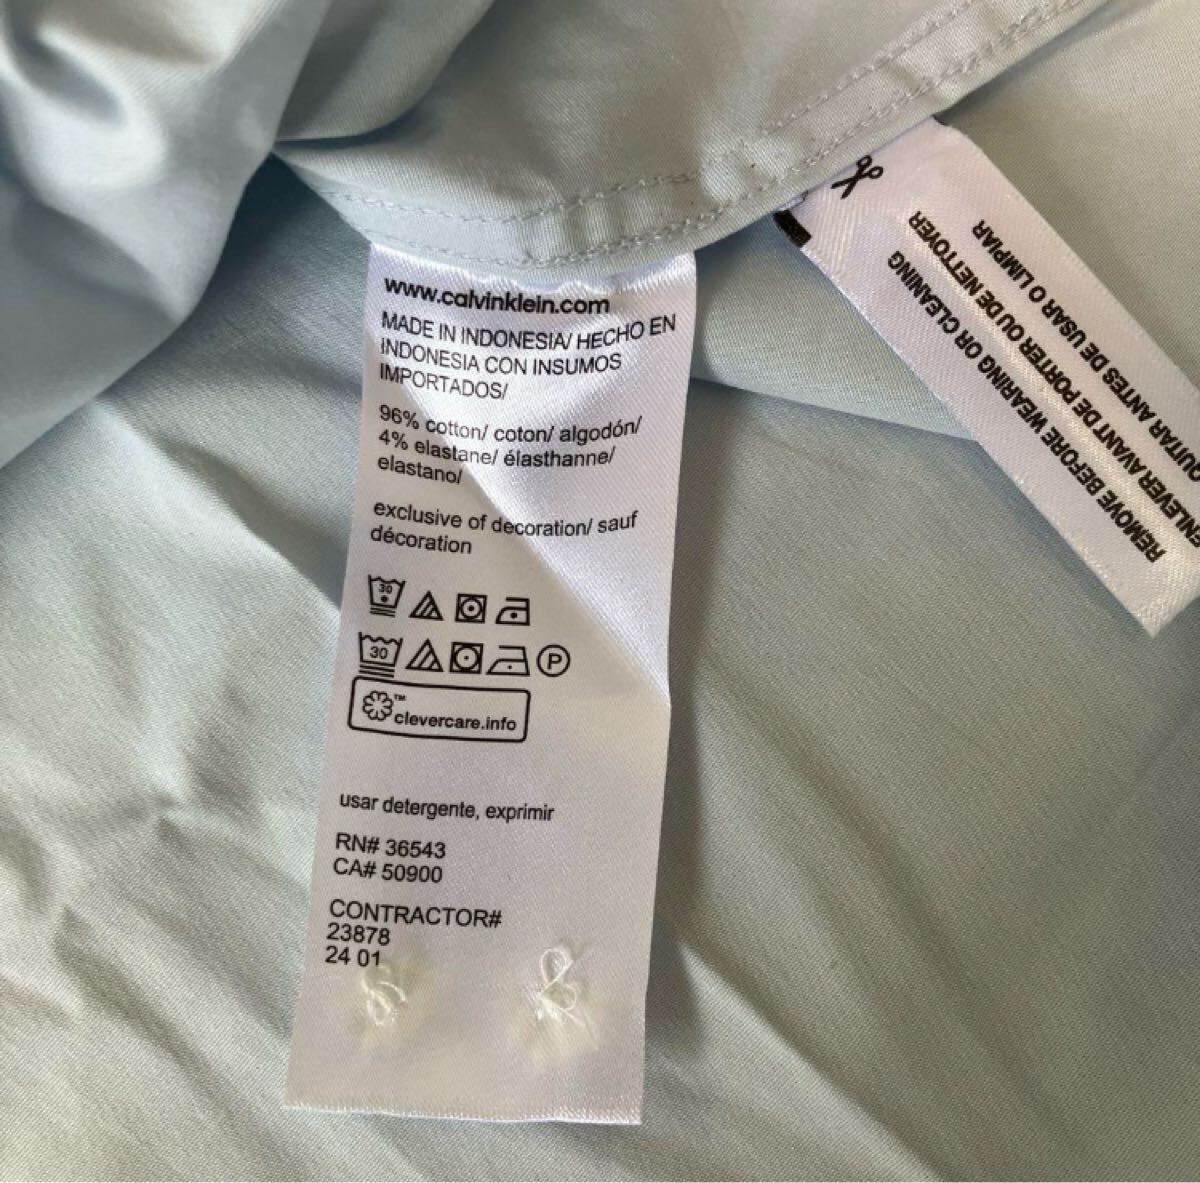 www.calvinklein.com
MADE IN INDONESIA/ HECHO EN
INDONESIA CON INSUMOS
IMPORTADOS/
96% cotton/ coton/ algodón/
4% elastane/ élasthanne/
elastano/
exclusive of decoration/ sauf
décoration
30
30
P
™
clevercare.info
usar detergente, exprimir
RN# 36543
CA# 50900
CONTRACTOR#
23878
24 01
REMOVE BEFORE WEARING OR CLEANING
ENLEVER AVANT DE PORTER OU DE NETTOYER
QUITAR ANTES DE USAR O LIMPIAR